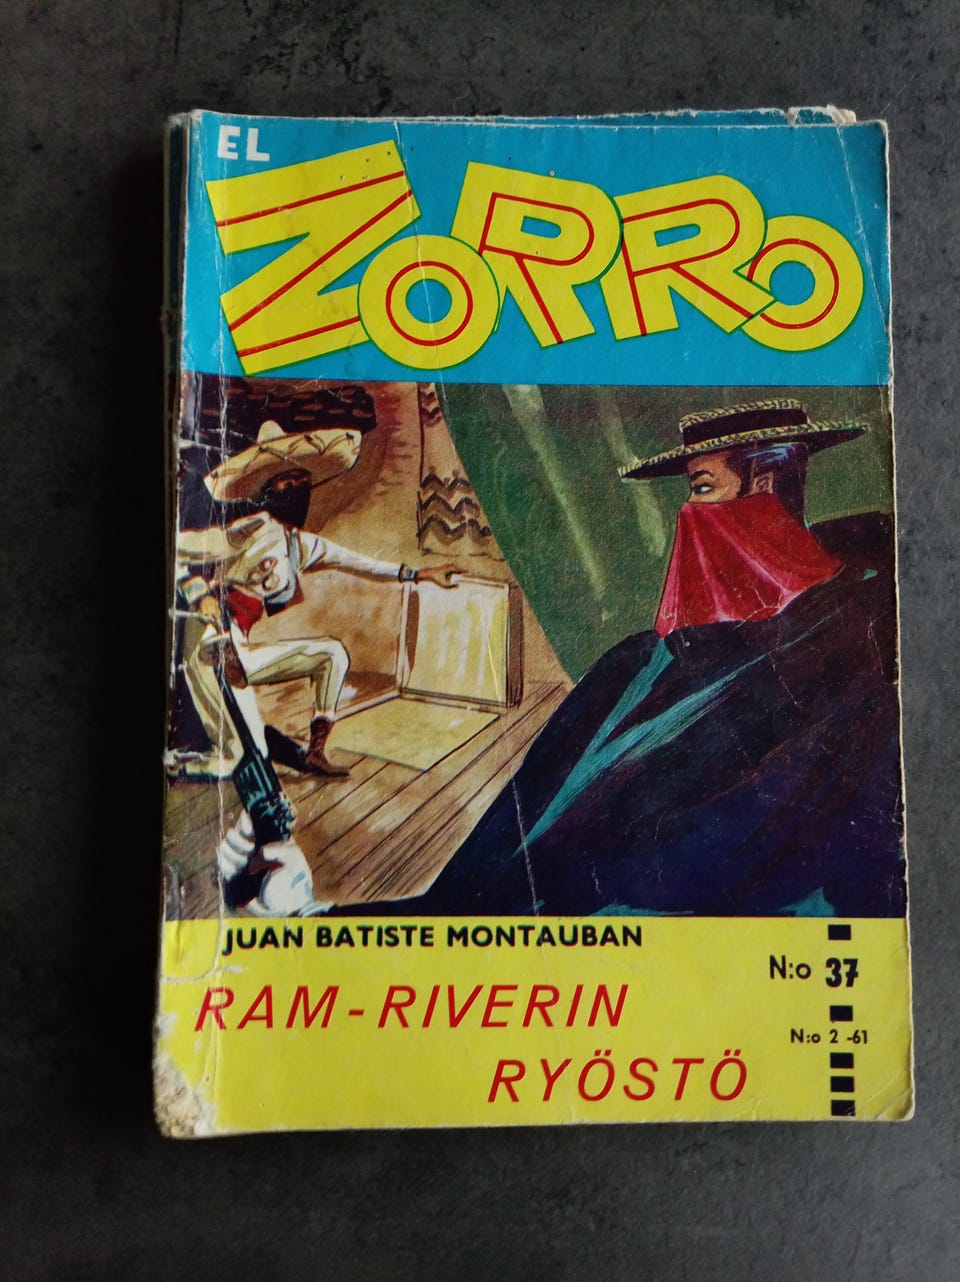 EL
ZORRO
JUAN BATISTE MONTAUBAN
N:o 37
RAM-RIVERIN
N:o 2 -61
RYÖSTÖ